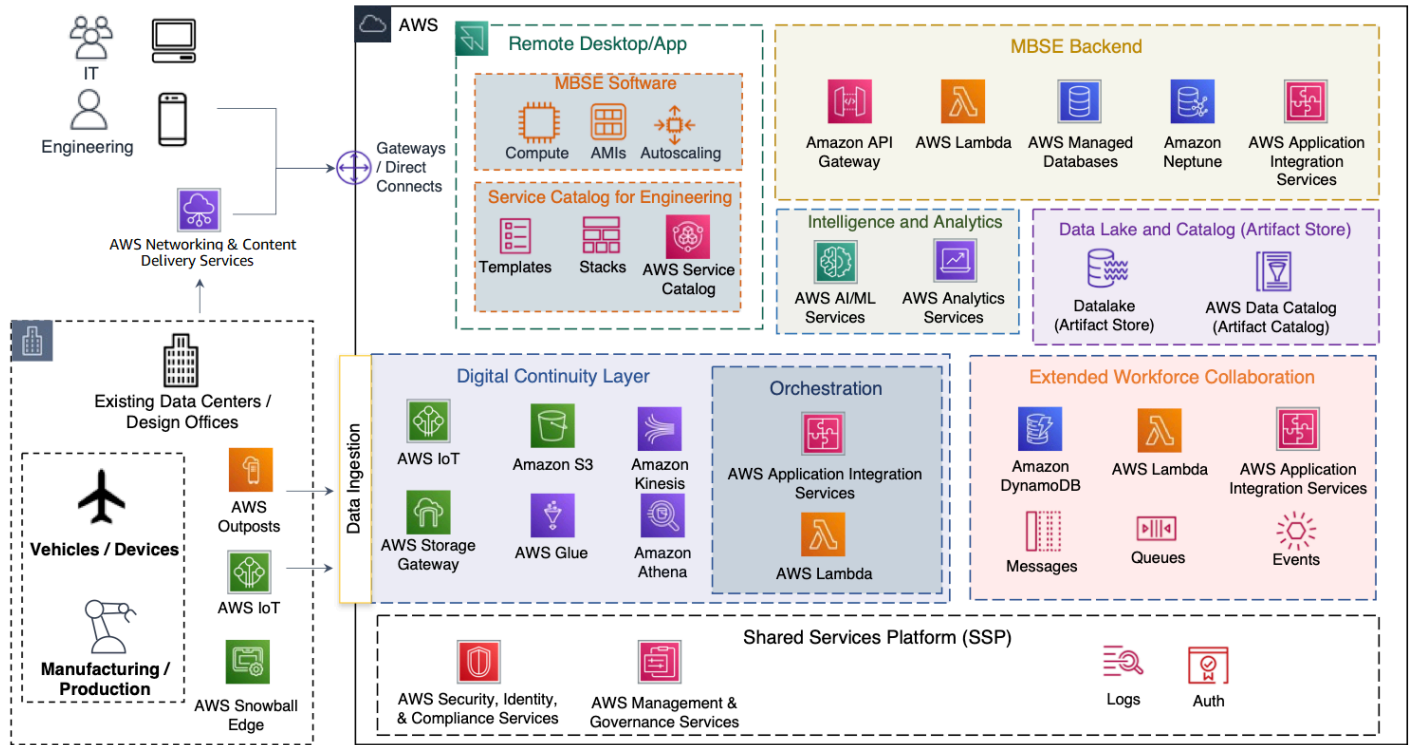 IT
Engineering
AWS Networking & Content
Delivery Services
Existing Data Centers /
Design Offices
Vehicles / Devices
Manufacturing /
Production
AWS
Outposts
AWS IoT
AWS Snowball
Edge
AWS
Gateways
/ Direct
Connects
Remote Desktop/App
MBSE Software
Compute
AMIs
Autoscaling
Service Catalog for Engineering
Templates
Stacks
AWS Service
Catalog
MBSE Backend
Amazon API
Gateway
AWS Lambda
AWS Managed
Databases
Amazon
Neptune
AWS Application
Integration
Services
Intelligence and Analytics
AWS AI/ML
Services
AWS Analytics
Services
Data Lake and Catalog (Artifact Store)
Datalake
(Artifact Store)
AWS Data Catalog
(Artifact Catalog)
Data Ingestion
Digital Continuity Layer
AWS IoT
Amazon S3
Amazon
Kinesis
AWS Storage
Gateway
AWS Glue
Amazon
Athena
Orchestration
AWS Application Integration
Services
AWS Lambda
Extended Workforce Collaboration
Amazon
DynamoDB
AWS Lambda
AWS Application
Integration Services
Messages
Queues
Events
Shared Services Platform (SSP)
AWS Security, Identity,
& Compliance Services
AWS Management &
Governance Services
Logs
Auth